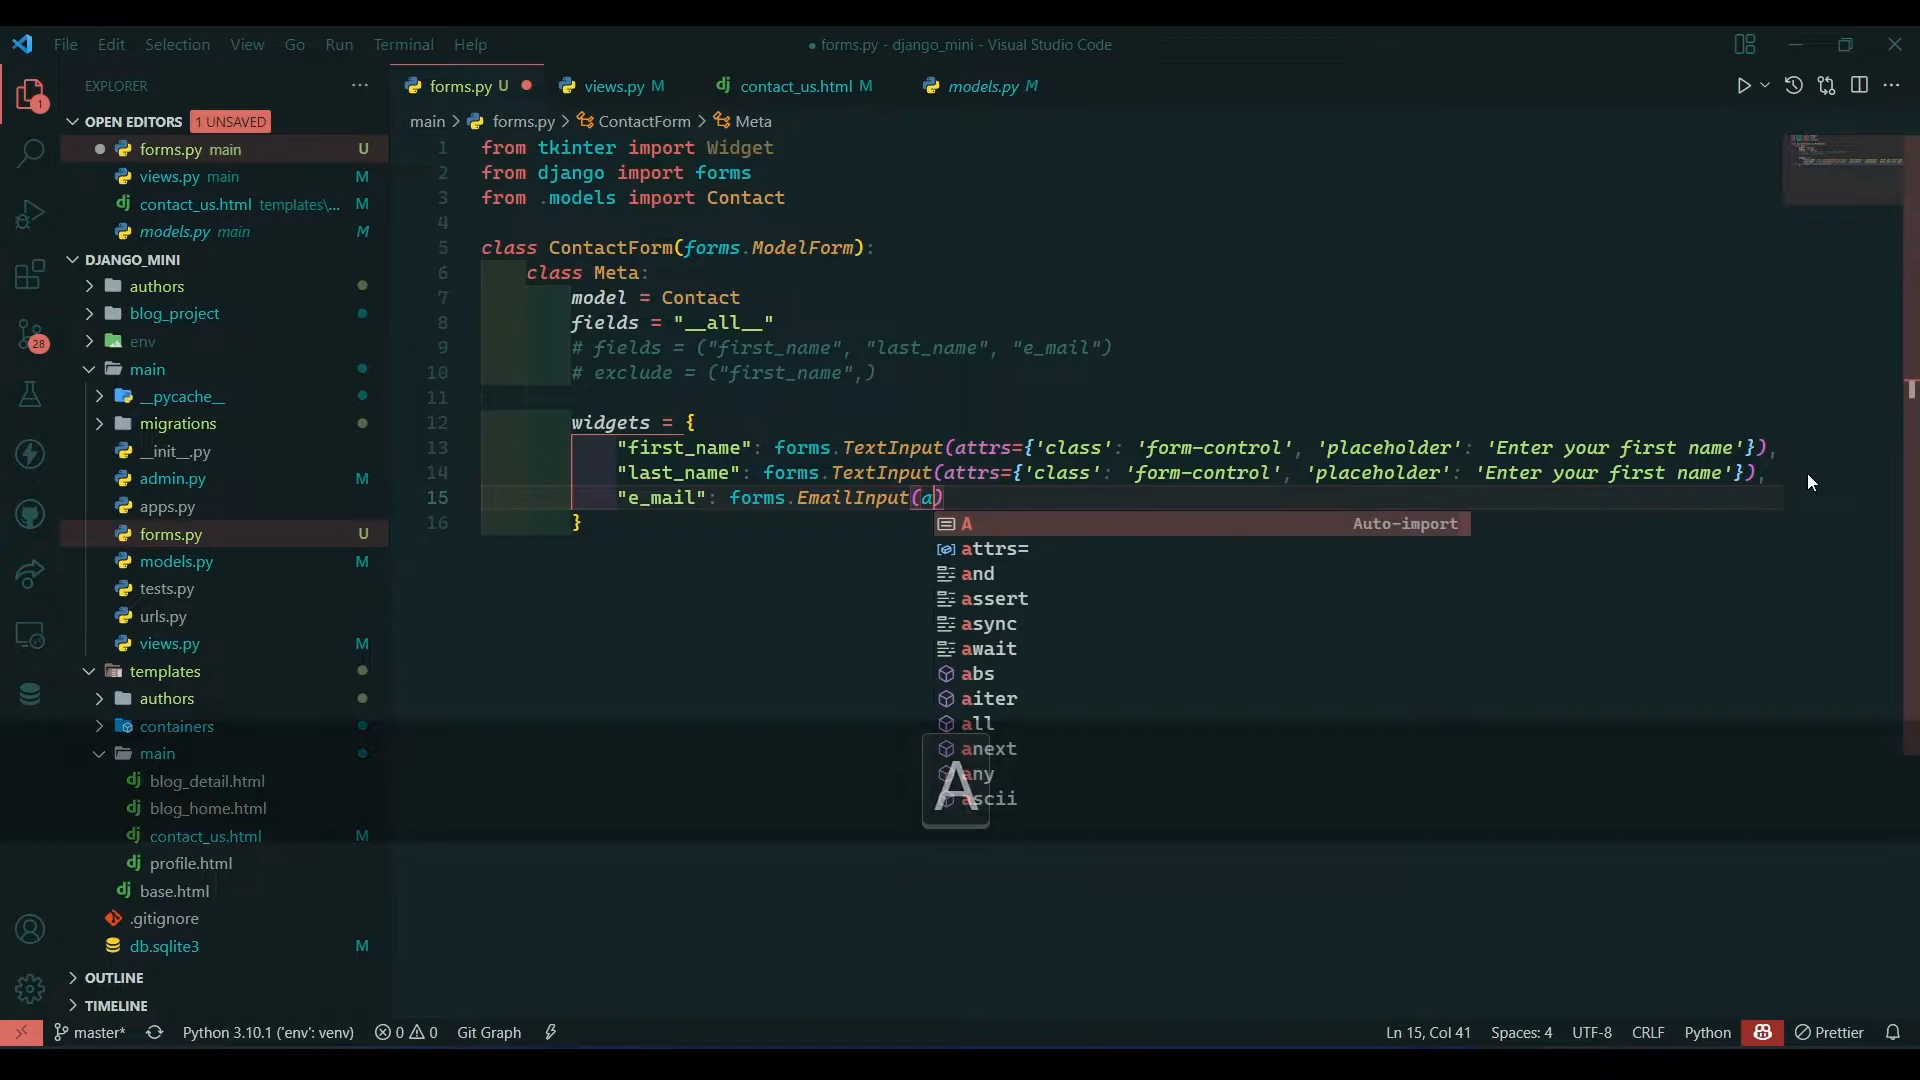 File Edit Selection View Go Run Terminal Help
● forms.py - django_mini - Visual Studio Code
EXPLORER
forms.py U
views.py M
contact_us.html M
models.py M
1
OPEN EDITORS 1 UNSAVED
main > forms.py > ContactForm > Meta
forms.py main U
views.py main M
contact_us.html templates\... M
models.py main M
DJANGO_MINI
authors
blog_project
env
28
main
__pycache__
migrations
__init__.py
admin.py M
apps.py
forms.py U
models.py M
tests.py
urls.py
views.py M
templates
authors
containers
main
blog_detail.html
blog_home.html
contact_us.html M
profile.html
base.html
.gitignore
db.sqlite3 M
OUTLINE
TIMELINE
1 from tkinter import Widget
2 from django import forms
3 from .models import Contact
4
5 class ContactForm(forms.ModelForm):
6 class Meta:
7 model = Contact
8 fields = "__all__"
9 # fields = ("first_name", "last_name", "e_mail")
10 # exclude = ("first_name",)
11
12 widgets = {
13 "first_name": forms.TextInput(attrs={'class': 'form-control', 'placeholder': 'Enter your first name'}),
14 "last_name": forms.TextInput(attrs={'class': 'form-control', 'placeholder': 'Enter your first name'}),
15 "e_mail": forms.EmailInput(a)
16 }
A Auto-import
attrs=
and
assert
async
await
abs
aiter
all
anext
any
ascii
A
master* Python 3.10.1 ('env': venv) 0 0 Git Graph
Ln 15, Col 41 Spaces: 4 UTF-8 CRLF Python Prettier